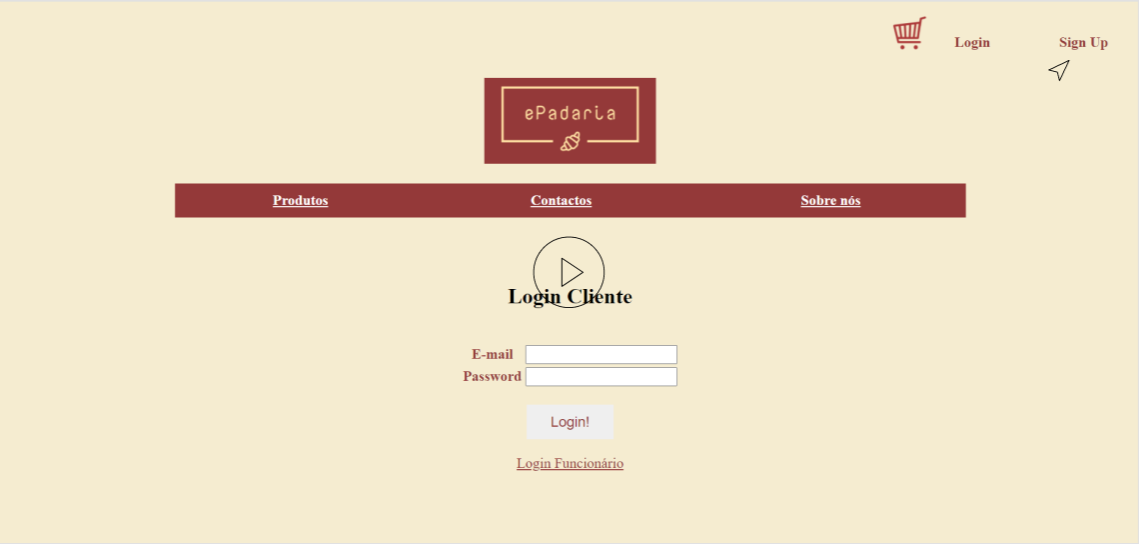 Login Sign Up
ePadaria
Produtos Contactos Sobre nós
Login Cliente
E-mail
Password
Login!
Login Funcionário